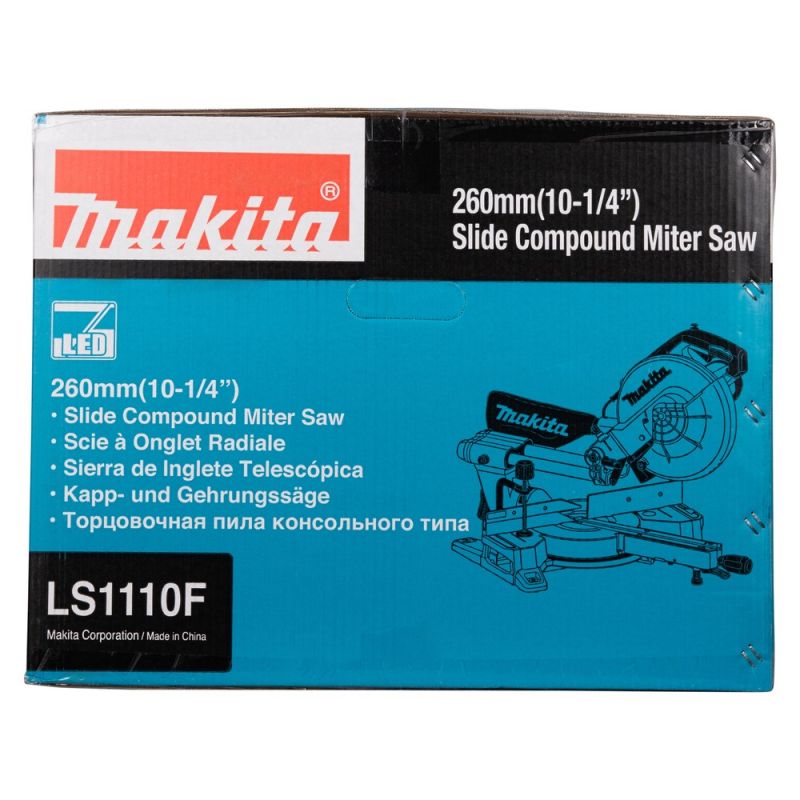 makita®
260mm(10-1/4”)
Slide Compound Miter Saw
LED
260mm(10-1/4”)
• Slide Compound Miter Saw
• Scie à Onglet Radiale
• Sierra de Inglete Telescópica
• Kapp- und Gehrungssäge
• Торцовочная пила консольного типа
makita
makita
LS1110F
Makita Corporation / Made in China